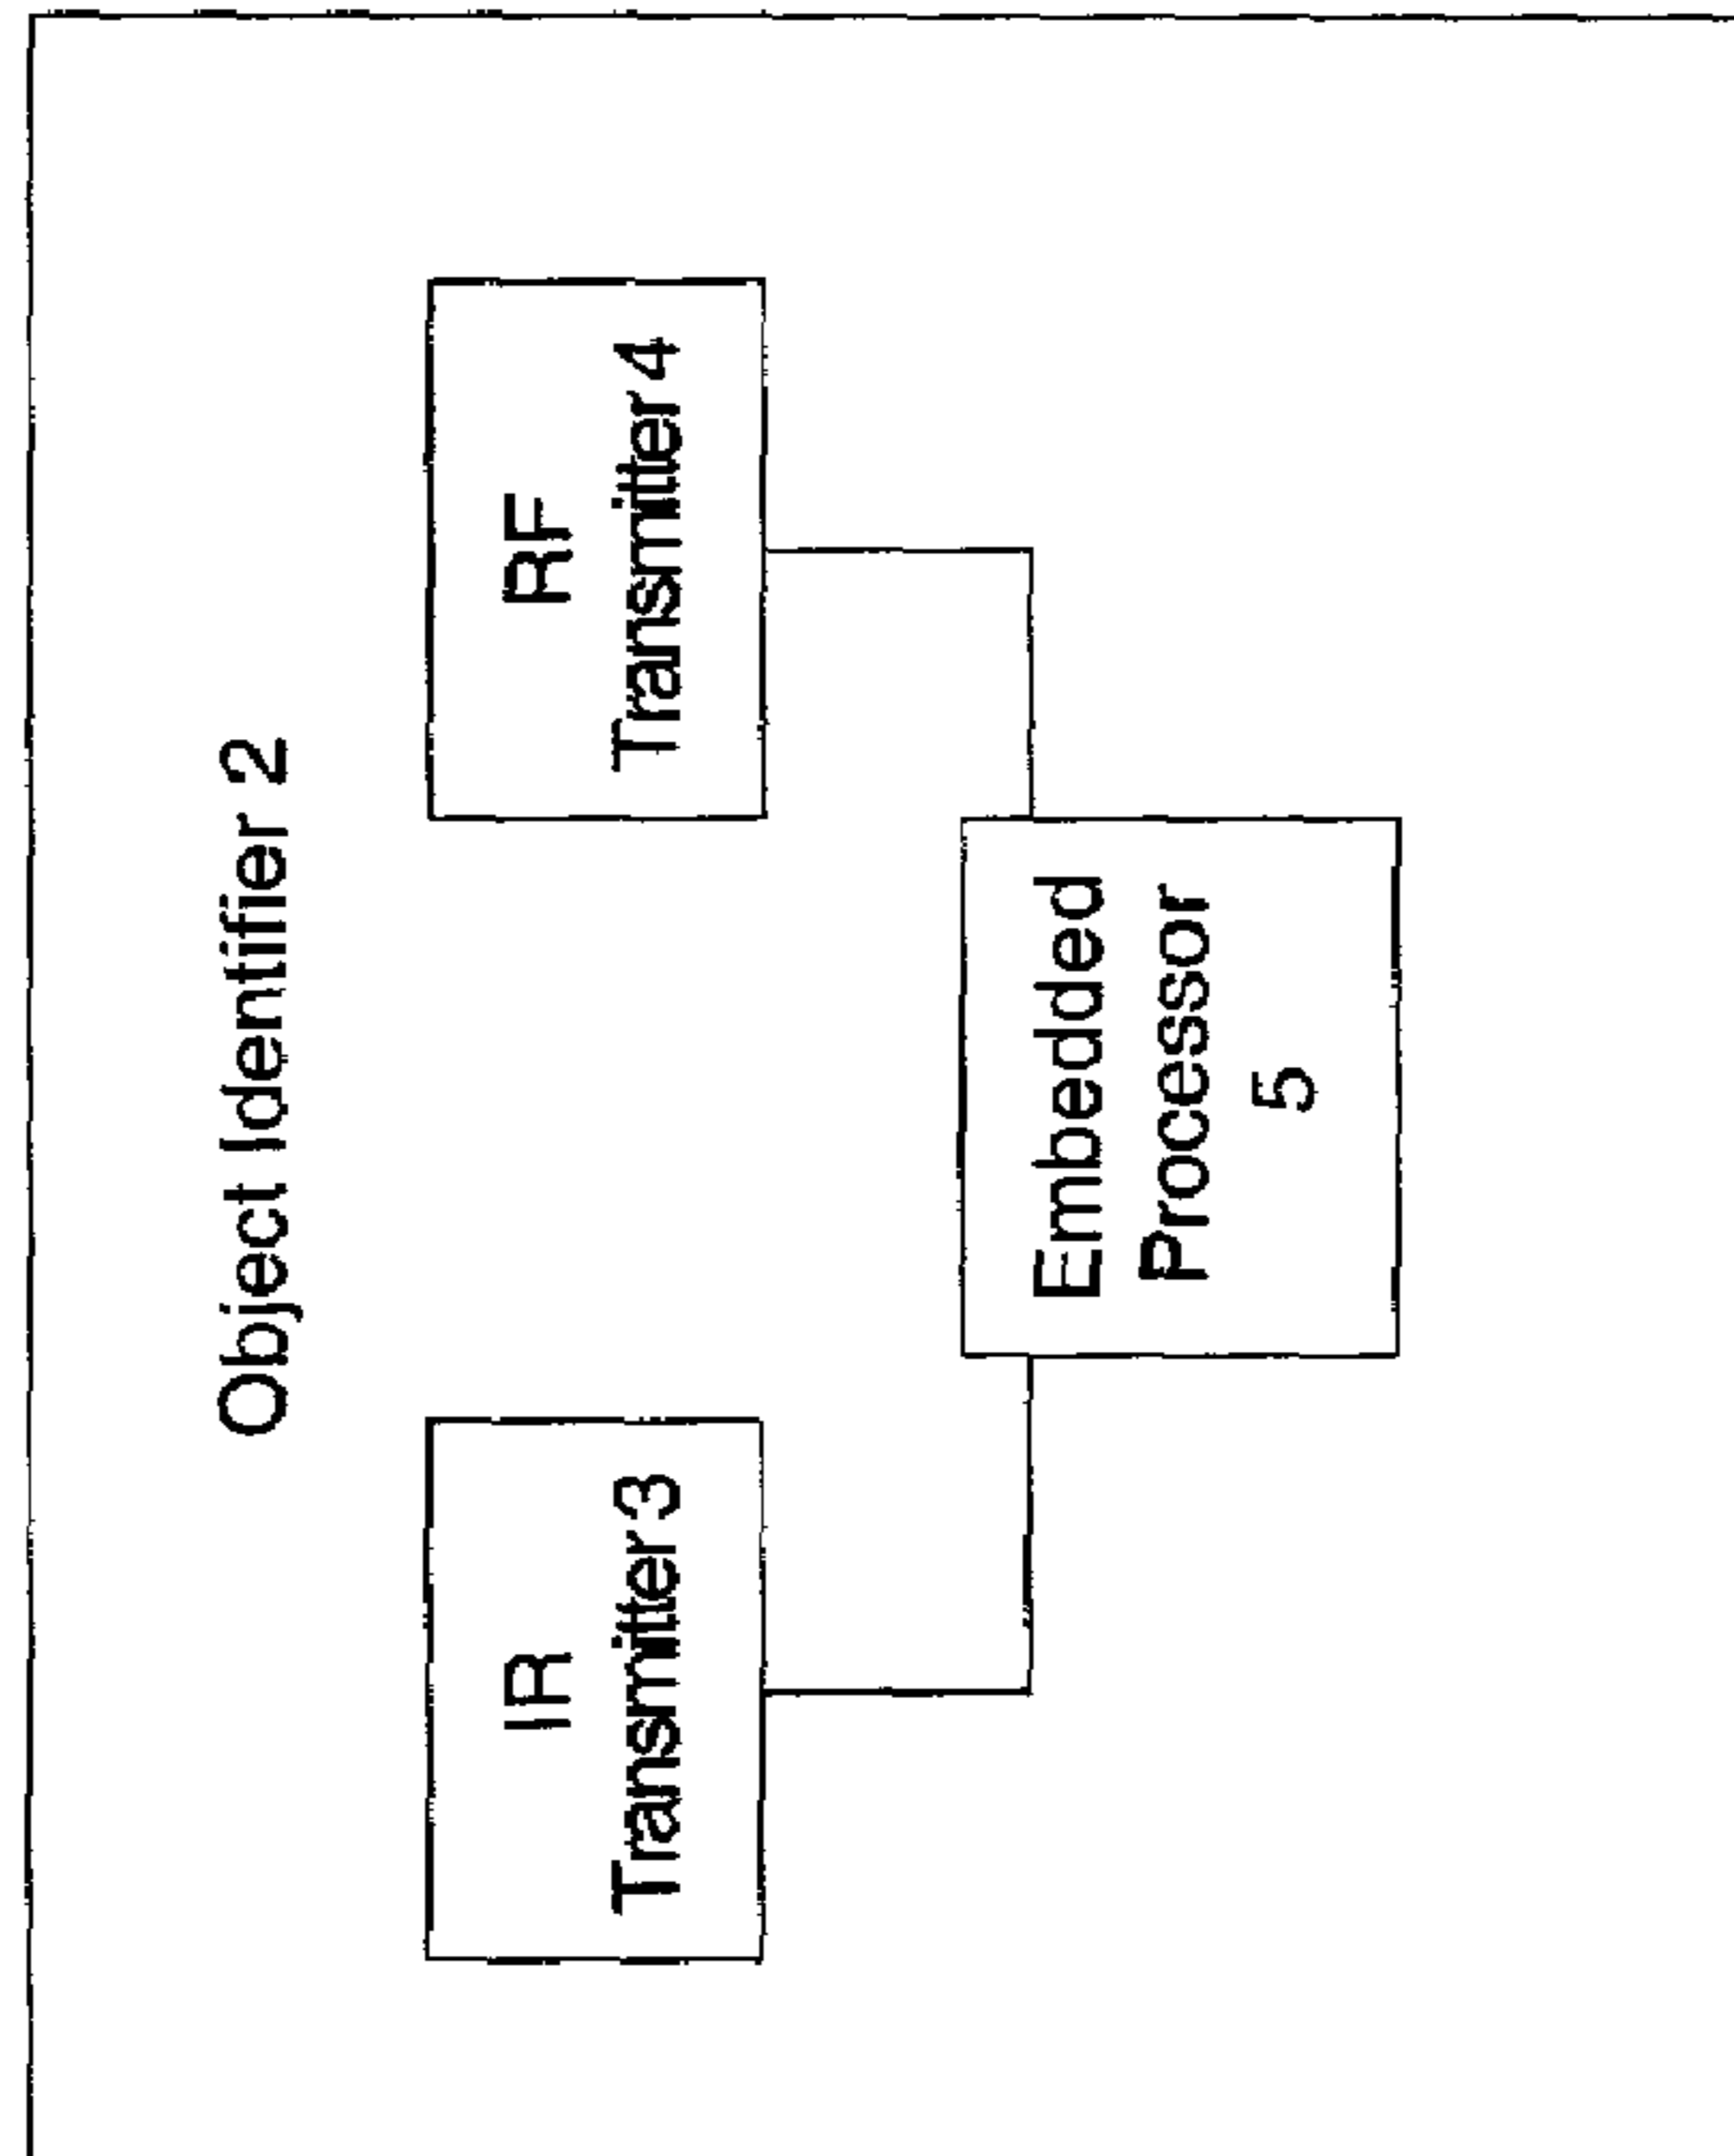 Object Identifier 2
IR
Transmitter 3
RF
Transmitter 4
Embedded
Processor
5